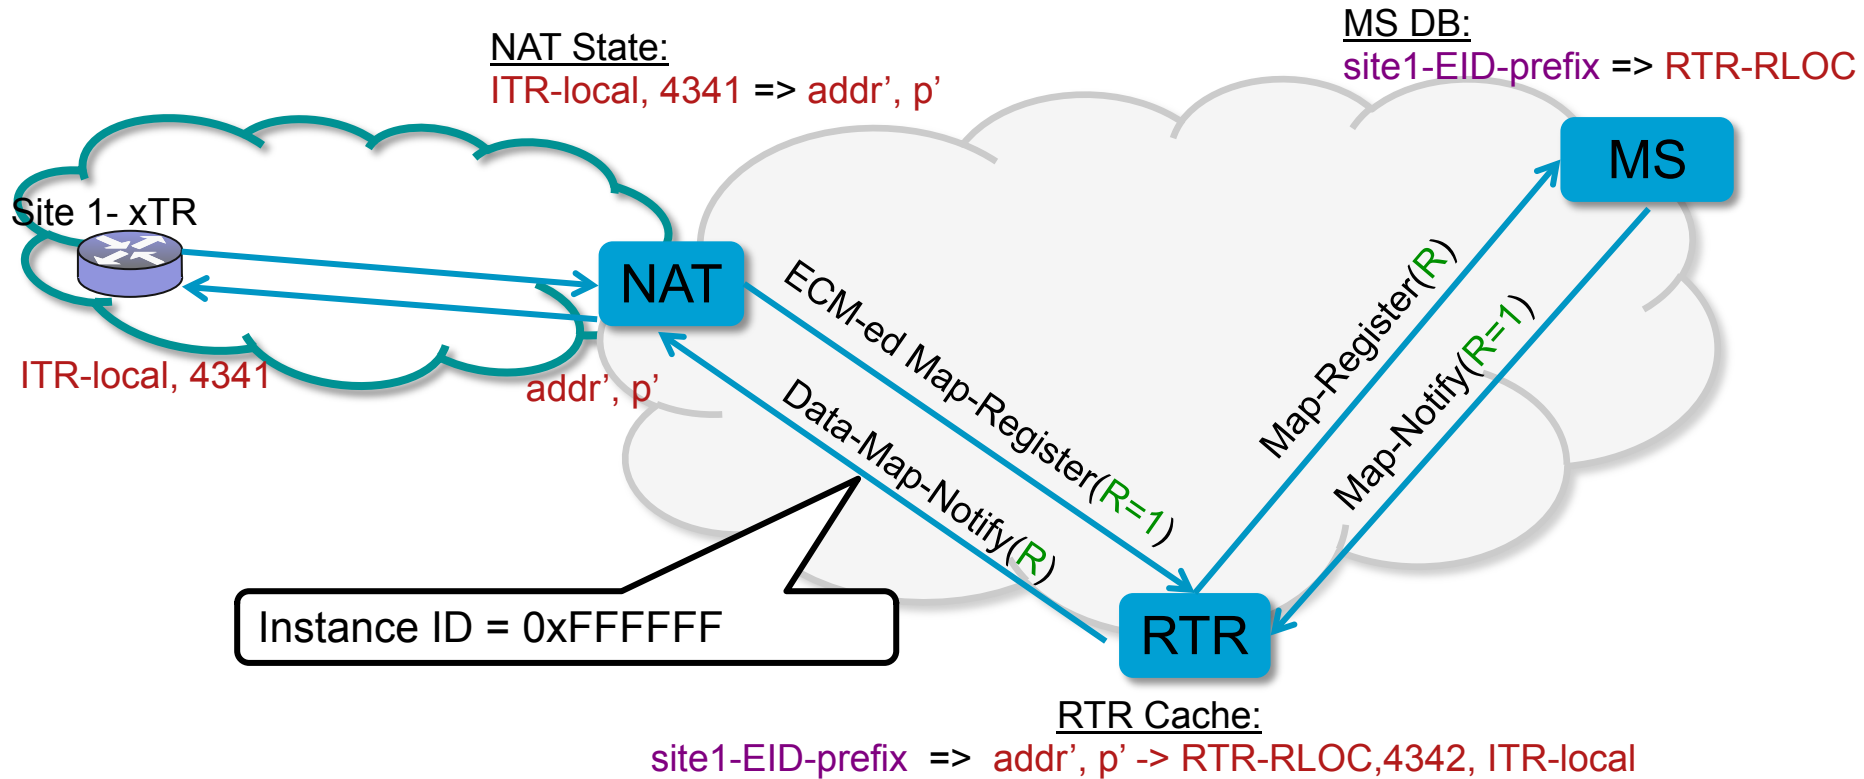 NAT State:
ITR-local, 4341 => addr’, p’
MS DB:
site1-EID-prefix => RTR-RLOC
MS
Site 1- xTR
NAT
ITR-local, 4341
addr’, p’
ECM-ed Map-Register(R=1)
Data-Map-Notify(R)
Map-Register(R)
Map-Notify(R=1)
Instance ID = 0xFFFFFF
RTR
RTR Cache:
site1-EID-prefix => addr’, p’ -> RTR-RLOC,4342, ITR-local